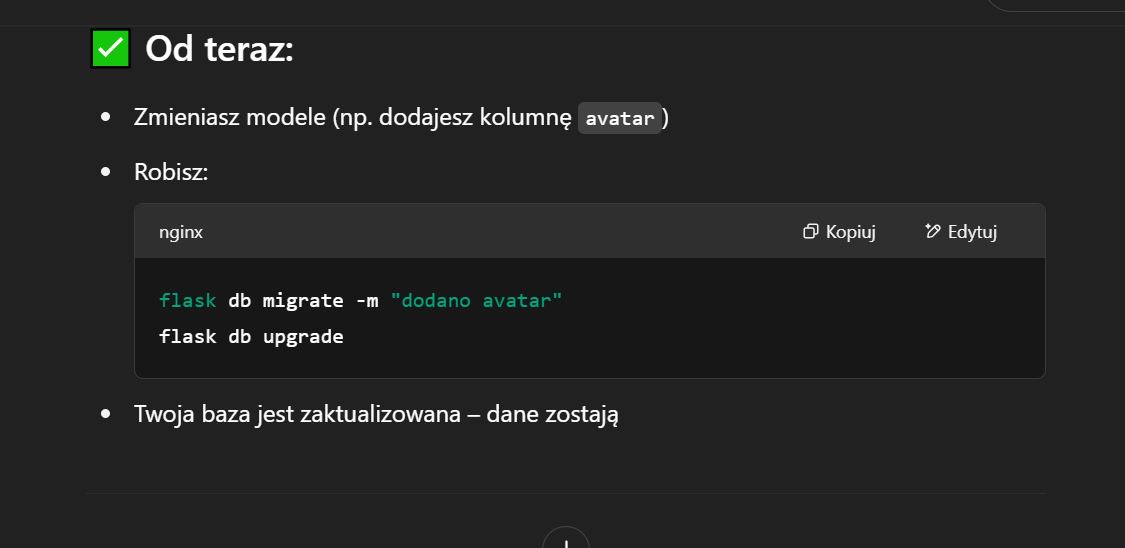 ✅ Od teraz:
• Zmieniasz modele (np. dodajesz kolumnę avatar)
• Robisz:
nginx Kopiuj Edytuj
flask db migrate -m "dodano avatar"
flask db upgrade
• Twoja baza jest zaktualizowana – dane zostają